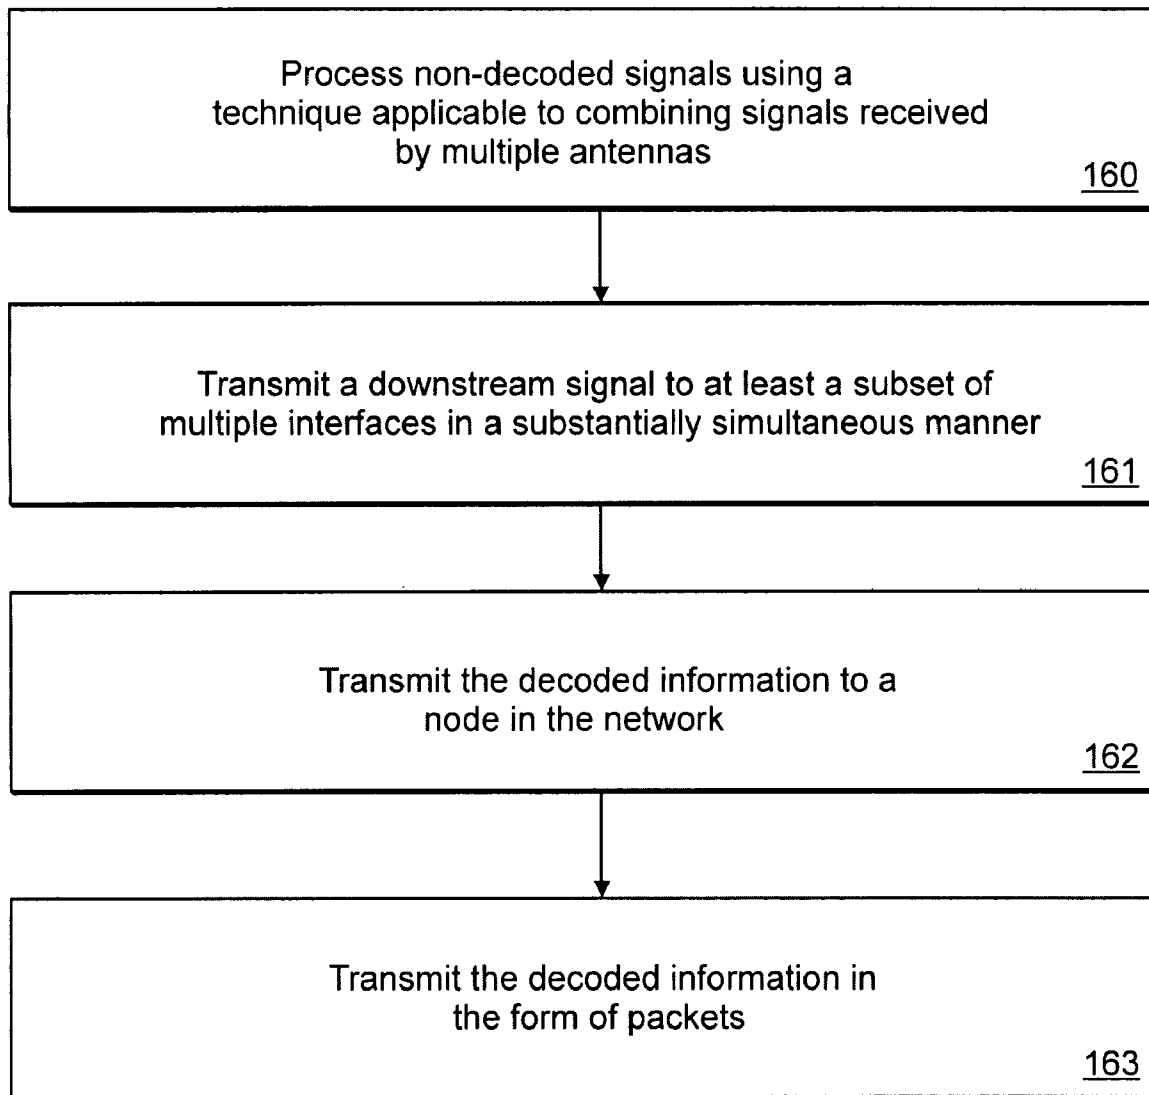 Process non-decoded signals using a
technique applicable to combining signals received
by multiple antennas
160
Transmit a downstream signal to at least a subset of
multiple interfaces in a substantially simultaneous manner
161
Transmit the decoded information to a
node in the network
162
Transmit the decoded information in
the form of packets
163